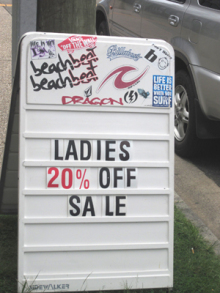 beachbeat
beachbeat
DRAGON
LIFE IS
BETTER
WHEN YOU
SURF
LADIES
20% OFF
SALE